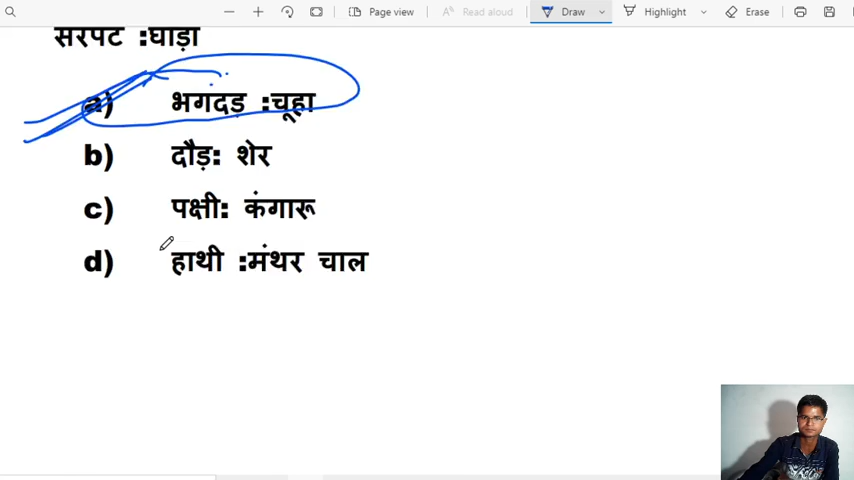 Page view
Read aloud
Draw
Highlight
Erase
सरपट :घोड़ा
a) भगदड़ :चूहा
b) दौड़: शेर
c) पक्षी: कंगारू
d) हाथी :मंथर चाल